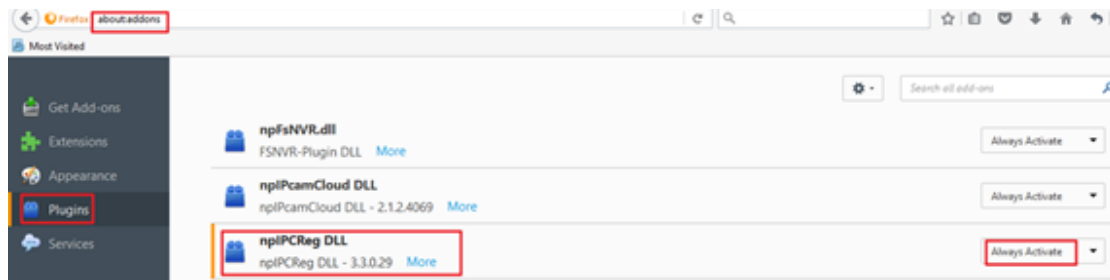 Firefox about:addons
Most Visited
Search all add-ons
Get Add-ons
Extensions
Appearance
Plugins
Services
npFsNVR.dll
FSNVR-Plugin DLL More
Always Activate
npIPcamCloud DLL
npIPcamCloud DLL - 2.1.2.4069 More
Always Activate
npIPCReg DLL
npIPCReg DLL - 3.3.0.29 More
Always Activate